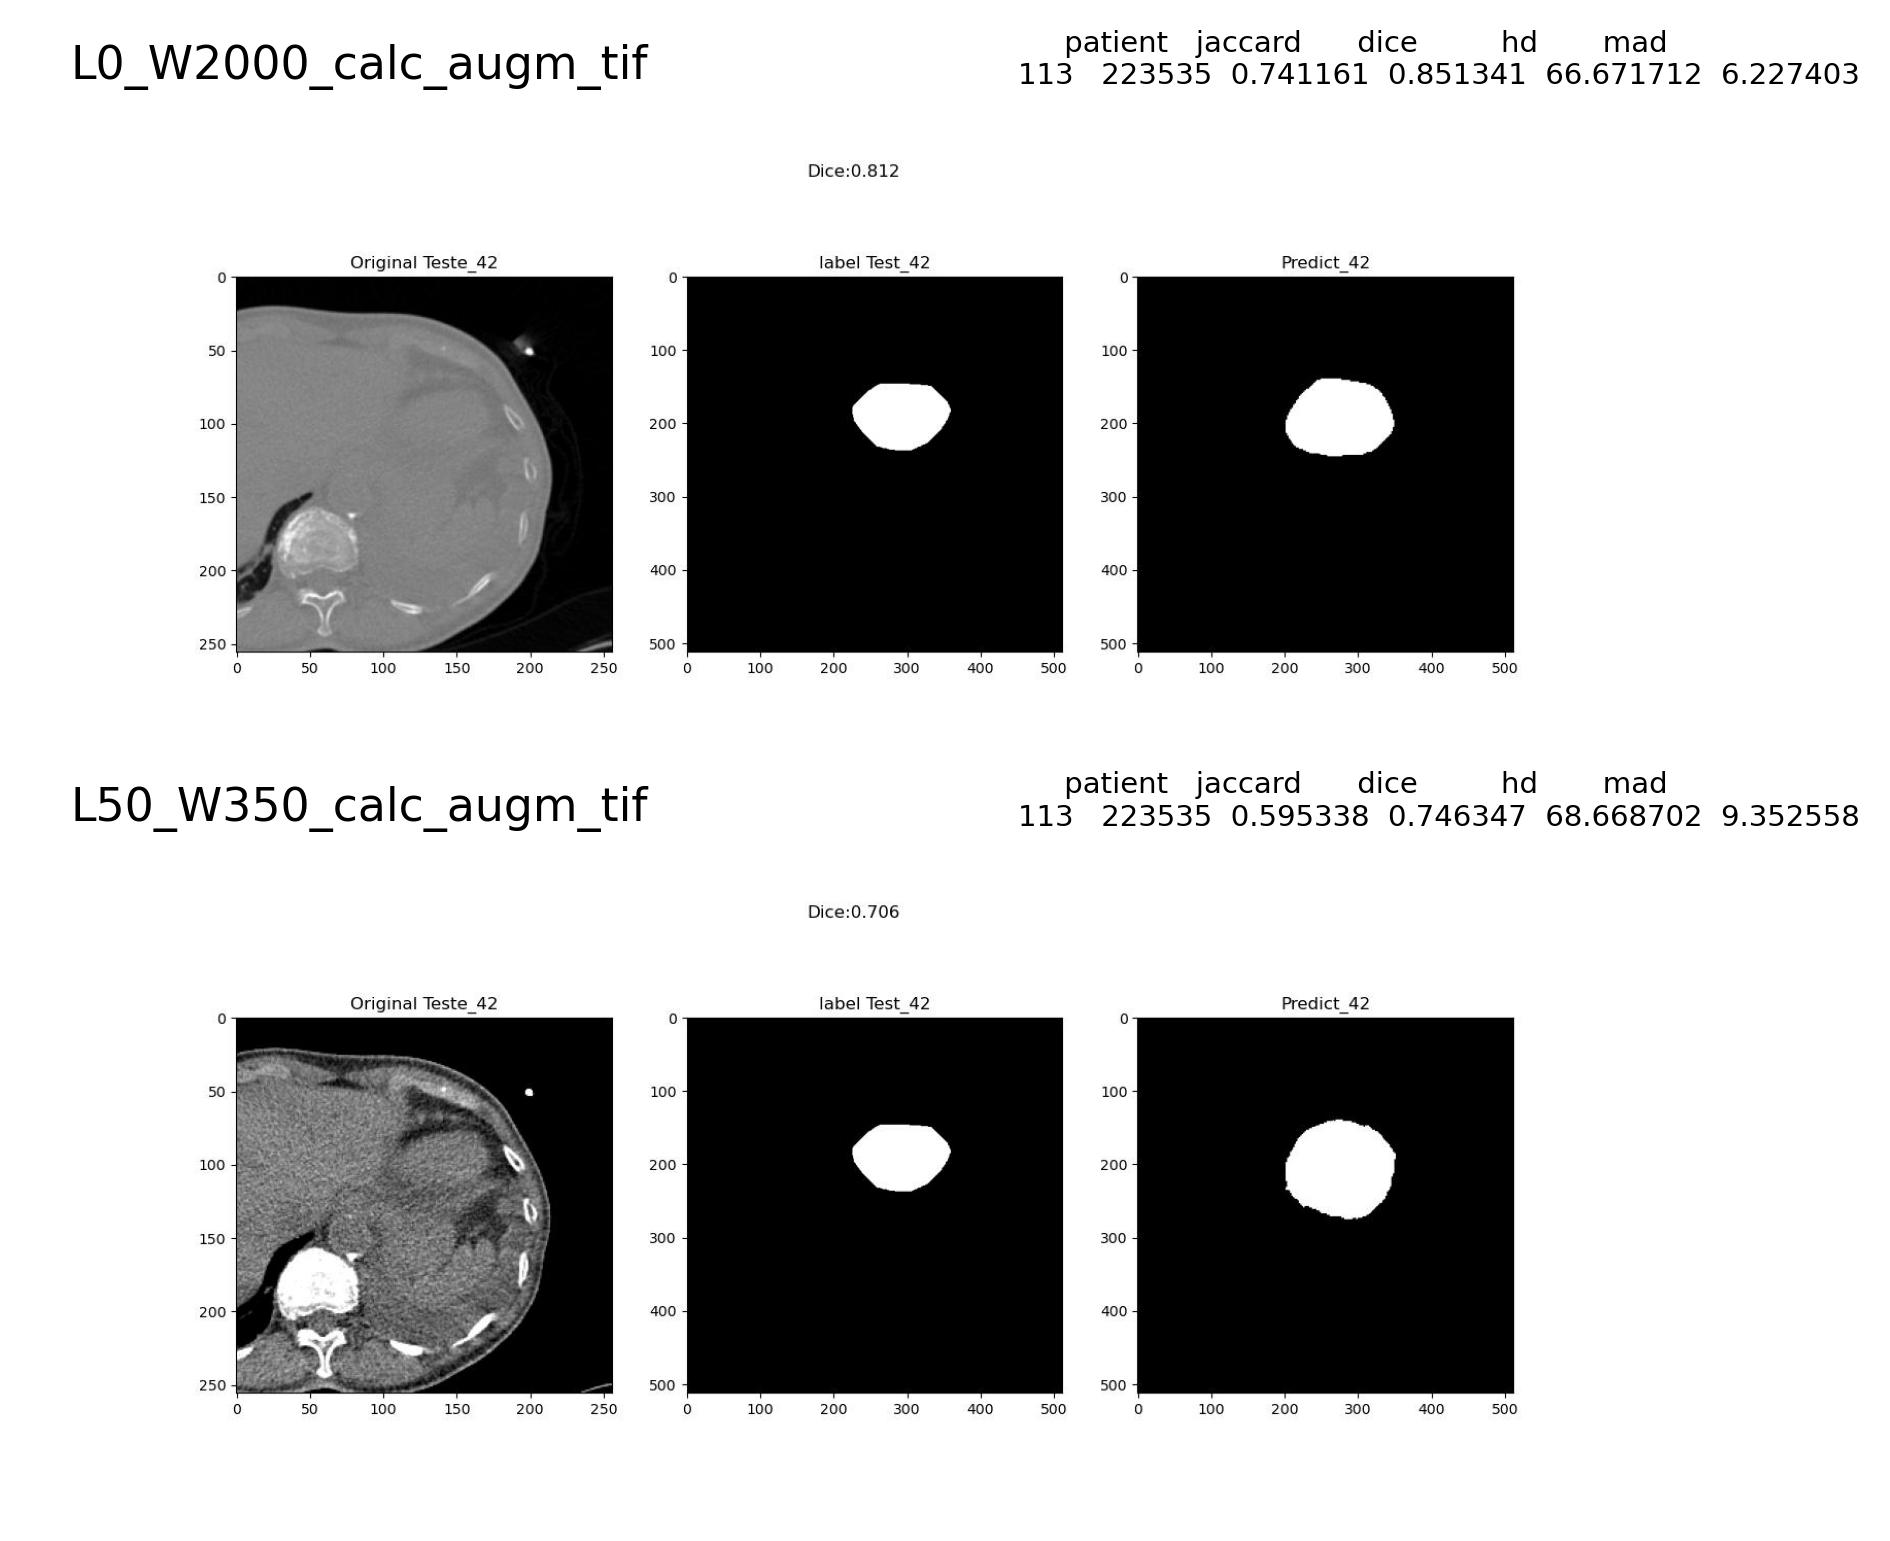 L0_W2000_calc_augm_tif
patient jaccard dice hd mad
113 223535 0.741161 0.851341 66.671712 6.227403
Dice:0.812
Original Teste_42
label Test_42
Predict_42
0
50
100
150
200
250
0 50 100 150 200 250
0
100
200
300
400
500
0 100 200 300 400 500
0
100
200
300
400
500
0 100 200 300 400 500
L50_W350_calc_augm_tif
patient jaccard dice hd mad
113 223535 0.595338 0.746347 68.668702 9.352558
Dice:0.706
Original Teste_42
label Test_42
Predict_42
0
50
100
150
200
250
0 50 100 150 200 250
0
100
200
300
400
500
0 100 200 300 400 500
0
100
200
300
400
500
0 100 200 300 400 500